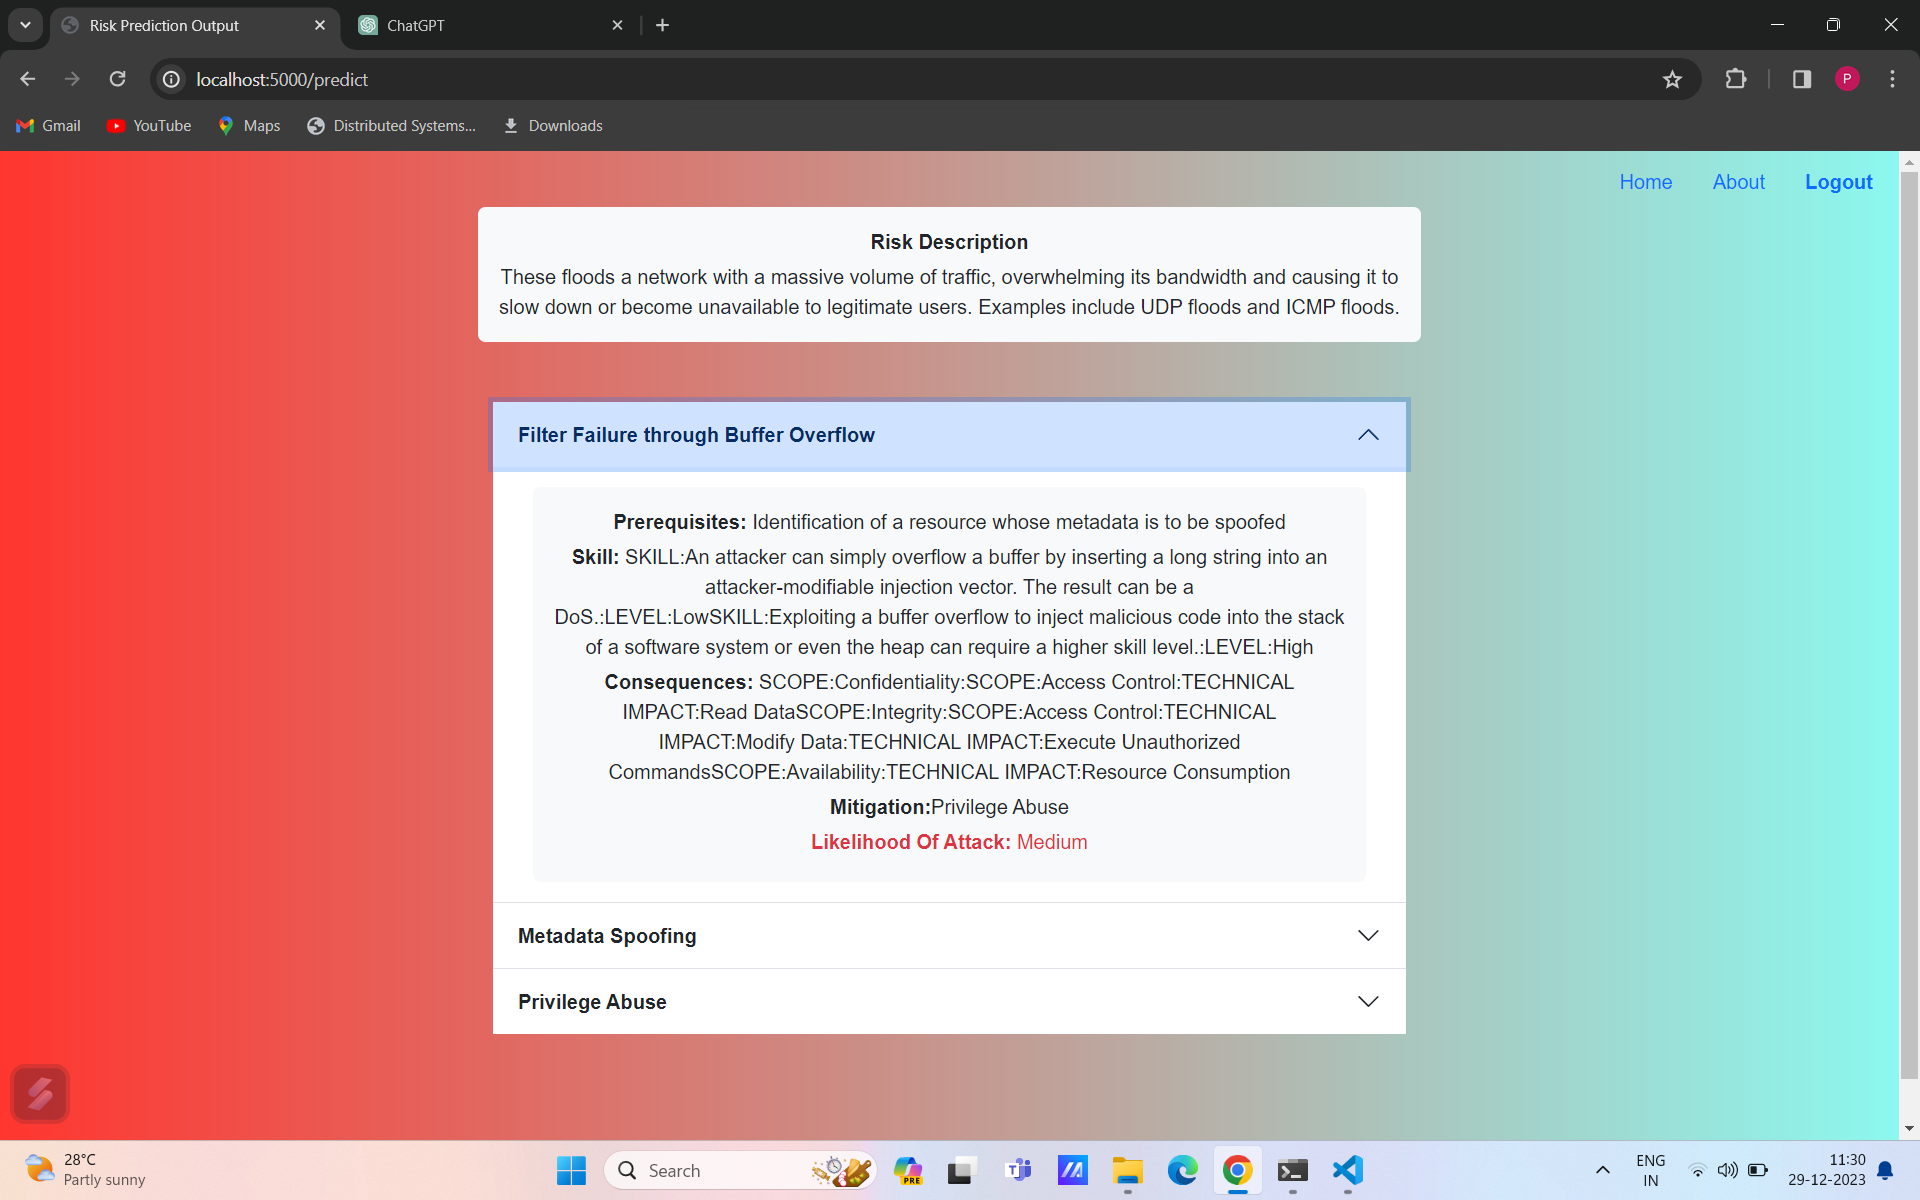 Risk Prediction Output
ChatGPT
localhost:5000/predict
P
Gmail
YouTube
Maps
Distributed Systems...
Downloads
Home
About
Logout
Risk Description
These floods a network with a massive volume of traffic, overwhelming its bandwidth and causing it to
slow down or become unavailable to legitimate users. Examples include UDP floods and ICMP floods.
Filter Failure through Buffer Overflow
Prerequisites: Identification of a resource whose metadata is to be spoofed
Skill: SKILL:An attacker can simply overflow a buffer by inserting a long string into an
attacker-modifiable injection vector. The result can be a
DoS.:LEVEL:LowSKILL:Exploiting a buffer overflow to inject malicious code into the stack
of a software system or even the heap can require a higher skill level.:LEVEL:High
Consequences: SCOPE:Confidentiality:SCOPE:Access Control:TECHNICAL
IMPACT:Read DataSCOPE:Integrity:SCOPE:Access Control:TECHNICAL
IMPACT:Modify Data:TECHNICAL IMPACT:Execute Unauthorized
CommandsSCOPE:Availability:TECHNICAL IMPACT:Resource Consumption
Mitigation:Privilege Abuse
Likelihood Of Attack: Medium
Metadata Spoofing
Privilege Abuse
28°C
Partly sunny
Search
PRE
ENG
IN
11:30
29-12-2023